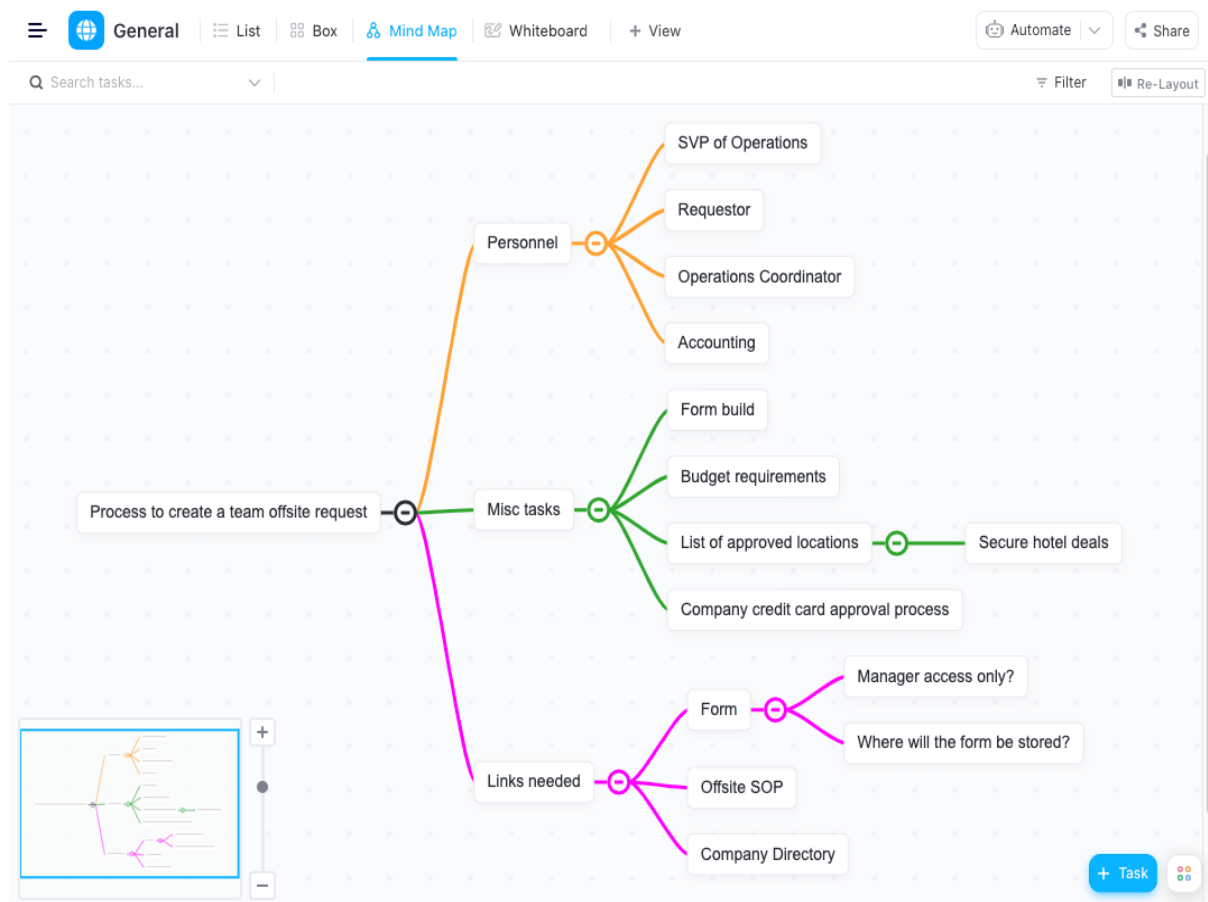 General
List
Box
Mind Map
Whiteboard
+ View
Automate
Share
Search tasks...
Filter
Re-Layout
SVP of Operations
Requestor
Personnel
Operations Coordinator
Accounting
Form build
Budget requirements
Process to create a team offsite request
Misc tasks
List of approved locations
Secure hotel deals
Company credit card approval process
Manager access only?
Form
Where will the form be stored?
Links needed
Offsite SOP
Company Directory
+ Task